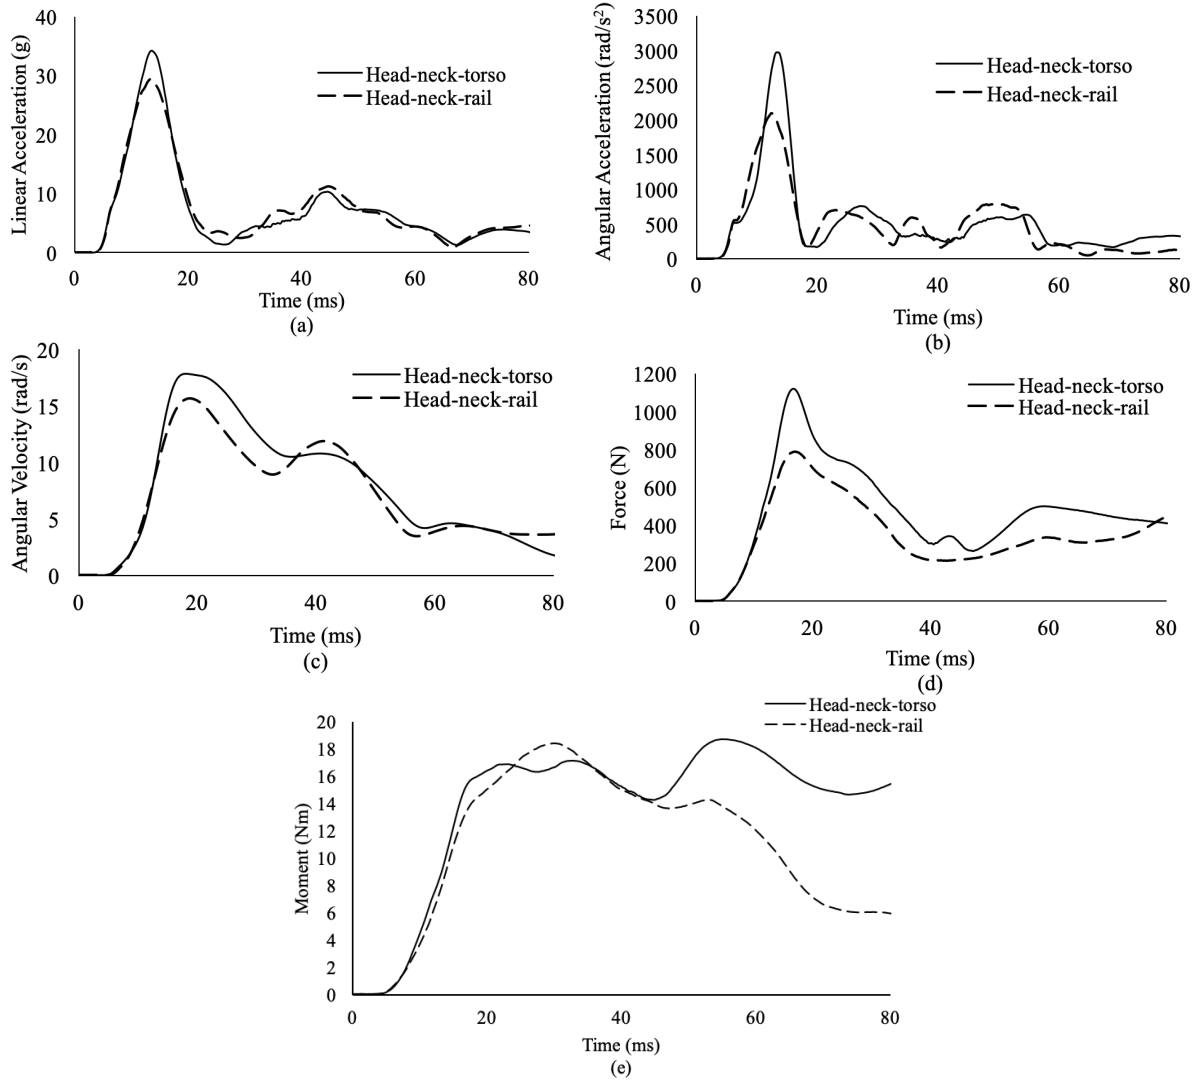 Linear Acceleration (g)
40
30
20
10
0
0 20 40 60 80
Time (ms)
(a)
Head-neck-torso
Head-neck-rail
Angular Acceleration (rad/s²)
3500
3000
2500
2000
1500
1000
500
0
0 20 40 60 80
Time (ms)
(b)
Head-neck-torso
Head-neck-rail
Angular Velocity (rad/s)
20
15
10
5
0
0 20 40 60 80
Time (ms)
(c)
Head-neck-torso
Head-neck-rail
Force (N)
1200
1000
800
600
400
200
0
0 20 40 60 80
Time (ms)
(d)
Head-neck-torso
Head-neck-rail
Moment (Nm)
20
18
16
14
12
10
8
6
4
2
0
0 20 40 60 80
Time (ms)
(e)
Head-neck-torso
Head-neck-rail